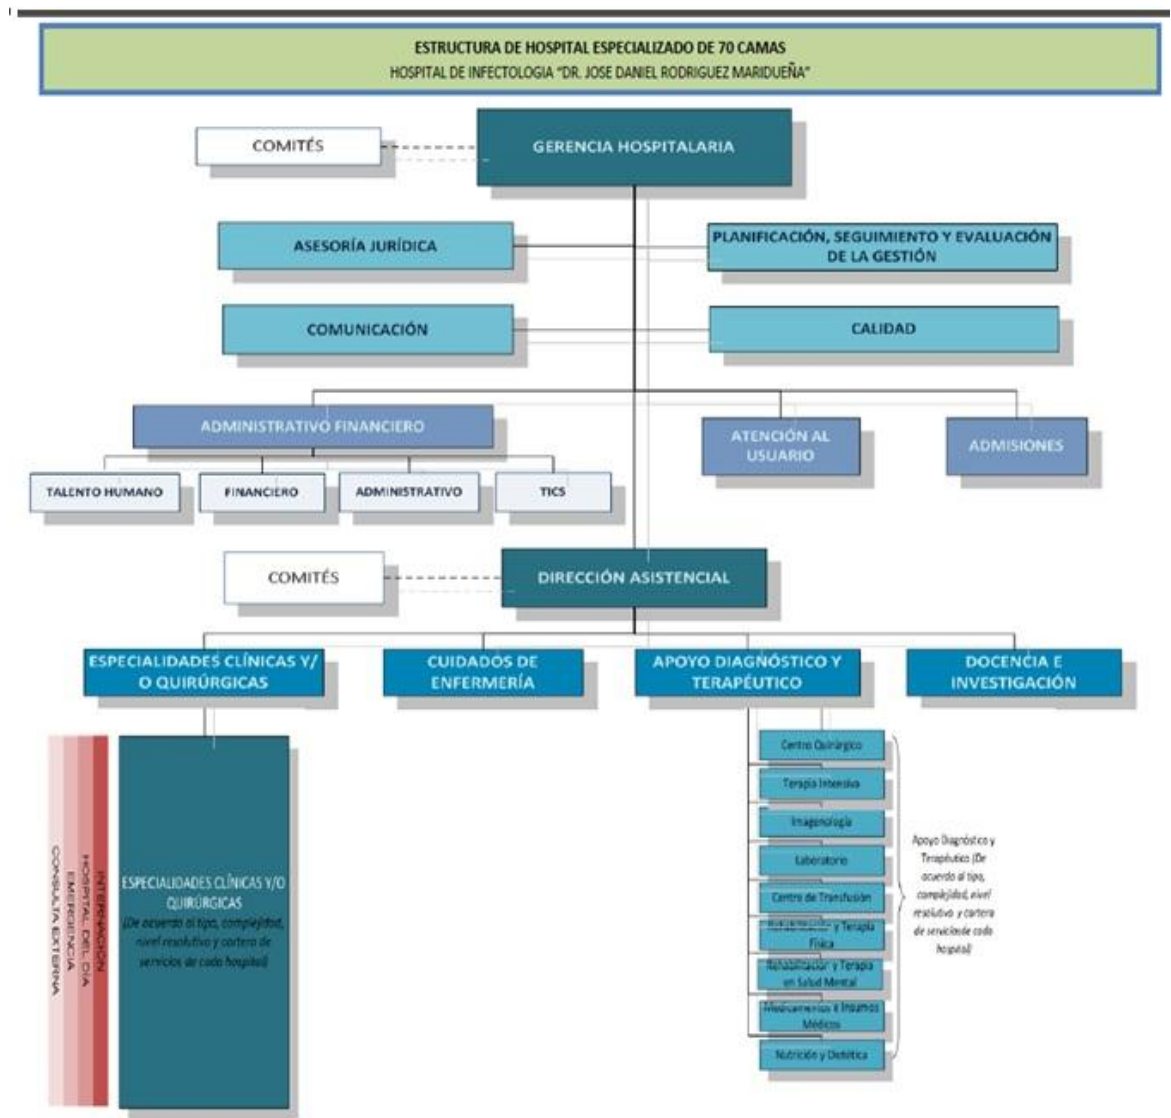 ESTRUCTURA DE HOSPITAL ESPECIALIZADO DE 70 CAMAS
HOSPITAL DE INFECTOLOGIA "DR. JOSE DANIEL RODRIGUEZ MARIDUEÑA"
COMITÉS
GERENCIA HOSPITALARIA
ASESORÍA JURÍDICA
PLANIFICACIÓN, SEGUIMIENTO Y EVALUACIÓN
DE LA GESTIÓN
COMUNICACIÓN
CALIDAD
ADMINISTRATIVO FINANCIERO
ATENCIÓN AL
USUARIO
ADMISIONES
TALENTO HUMANO
FINANCIERO
ADMINISTRATIVO
TICS
COMITÉS
DIRECCIÓN ASISTENCIAL
ESPECIALIDADES CLÍNICAS Y/
O QUIRÚRGICAS
CUIDADOS DE
ENFERMERÍA
APOYO DIAGNÓSTICO Y
TERAPÉUTICO
DOCENCIA E
INVESTIGACIÓN
INTERNACIÓN
HOSPITAL DEL DÍA
EMERGENCIA
CONSULTA EXTERNA
ESPECIALIDADES CLÍNICAS Y/O
QUIRÚRGICAS
(De acuerdo al tipo, complejidad,
nivel resolutivo y cartera de
servicios de cada hospital)
Centro Quirúrgico
Terapia Intensiva
Imagenología
Laboratorio
Centro de Transfusión
Rehabilitación y Terapia
Física
Rehabilitación y Terapia
en Salud Mental
Medicamentos e Insumos
Médicos
Nutrición y Dietética
Apoyo Diagnóstico y
Terapéutico (De
acuerdo al tipo,
complejidad, nivel
resolutivo y cartera
de servicios de cada
hospital)